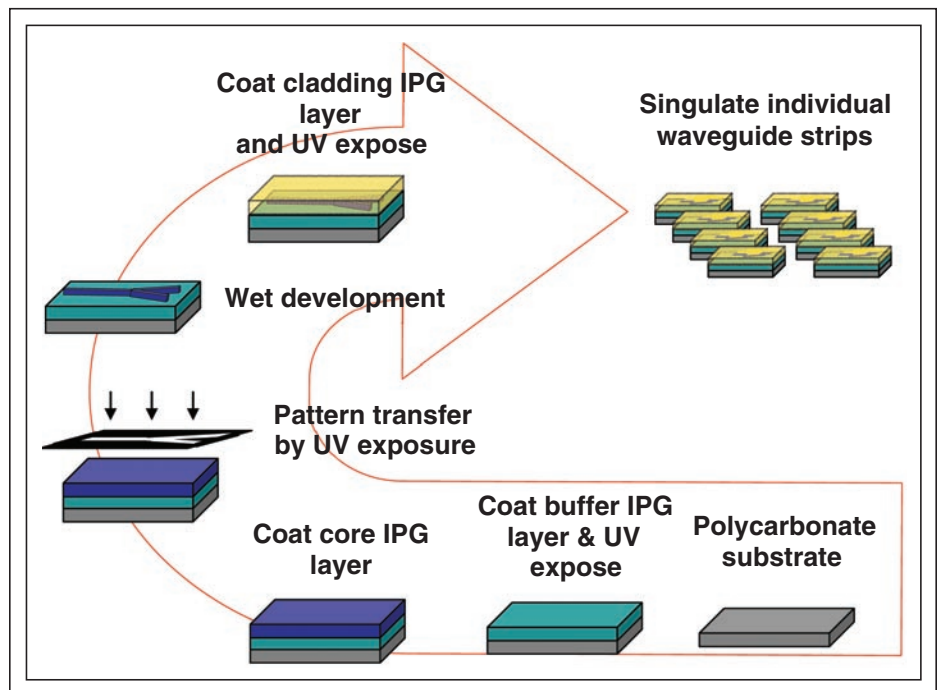 Coat cladding IPG
layer
and UV expose
Singulate individual
waveguide strips
Wet development
Pattern transfer
by UV exposure
Coat core IPG
layer
Coat buffer IPG
layer & UV
expose
Polycarbonate
substrate